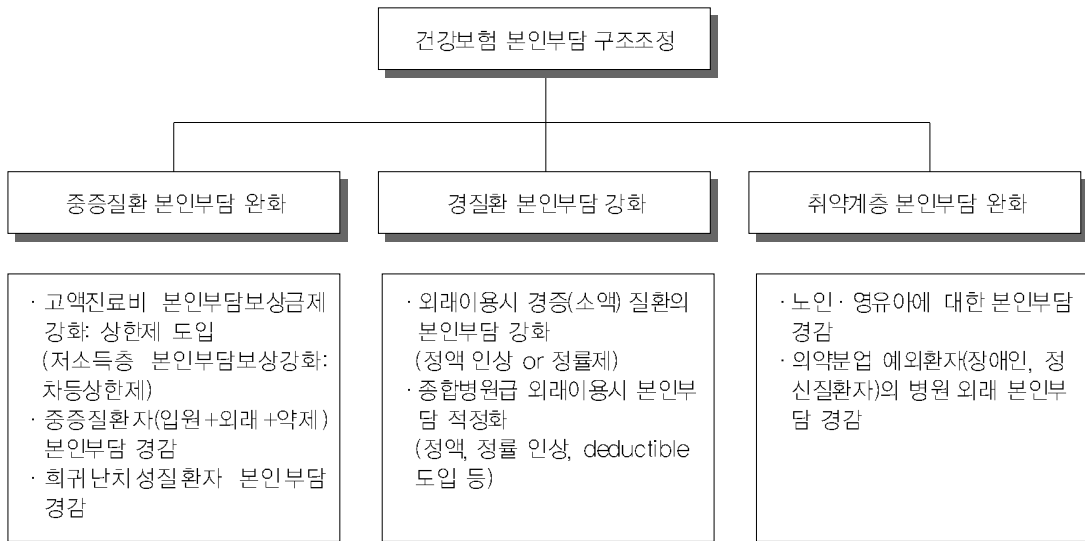 건강보험 본인부담 구조조정
중증질환 본인부담 완화
경질환 본인부담 강화
취약계층 본인부담 완화
· 고액진료비 본인부담보상금제
강화: 상한제 도입
(저소득층 본인부담보상강화:
차등상한제)
· 중증질환자(입원+외래+약제)
본인부담 경감
· 희귀난치성질환자 본인부담
경감
· 외래이용시 경증(소액) 질환의
본인부담 강화
(정액 인상 or 정률제)
· 종합병원급 외래이용시 본인부
담 적정화
(정액, 정률 인상, deductible
도입 등)
· 노인·영유아에 대한 본인부담
경감
· 의약분업 예외환자(장애인, 정
신질환자)의 병원 외래 본인부
담 경감